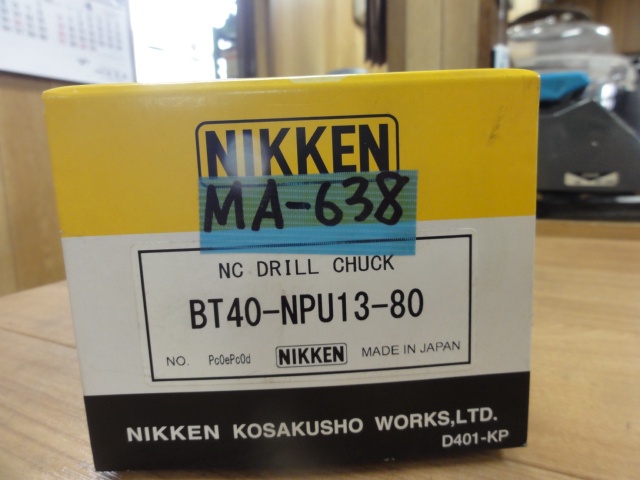 NIKKEN
MA-638
NC DRILL CHUCK
BT40-NPU13-80
NO. Pc0ePc0d NIKKEN MADE IN JAPAN
NIKKEN KOSAKUSHO WORKS,LTD.
D401-KP